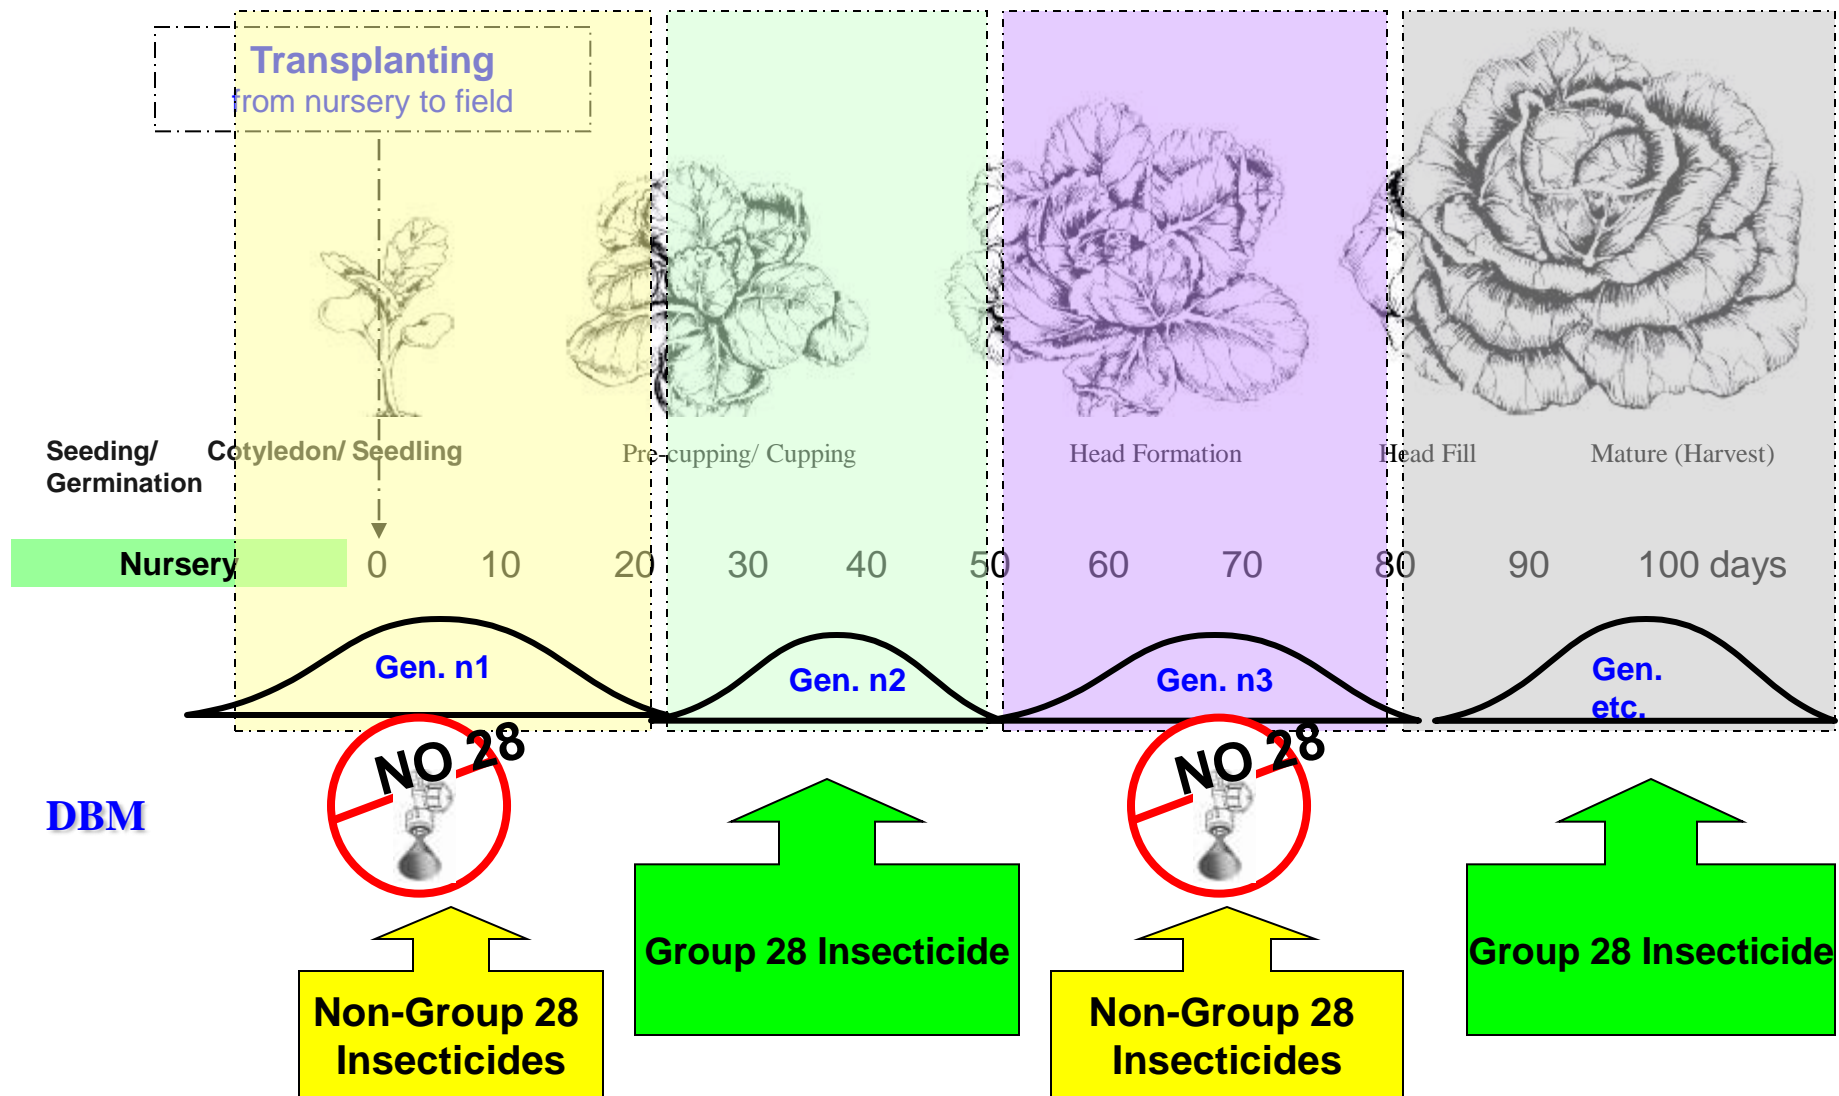 Transplanting
from nursery to field
Seeding/ Cotyledon/ Seedling Pre-cupping/ Cupping Head Formation Head Fill Mature (Harvest)
Germination
Nursery 0 10 20 30 40 50 60 70 80 90 100 days
Gen. n1 Gen. n2 Gen. n3 Gen.
etc.
NO 28 NO 28
DBM
Group 28 Insecticide Group 28 Insecticide
Non-Group 28 Non-Group 28
Insecticides Insecticides